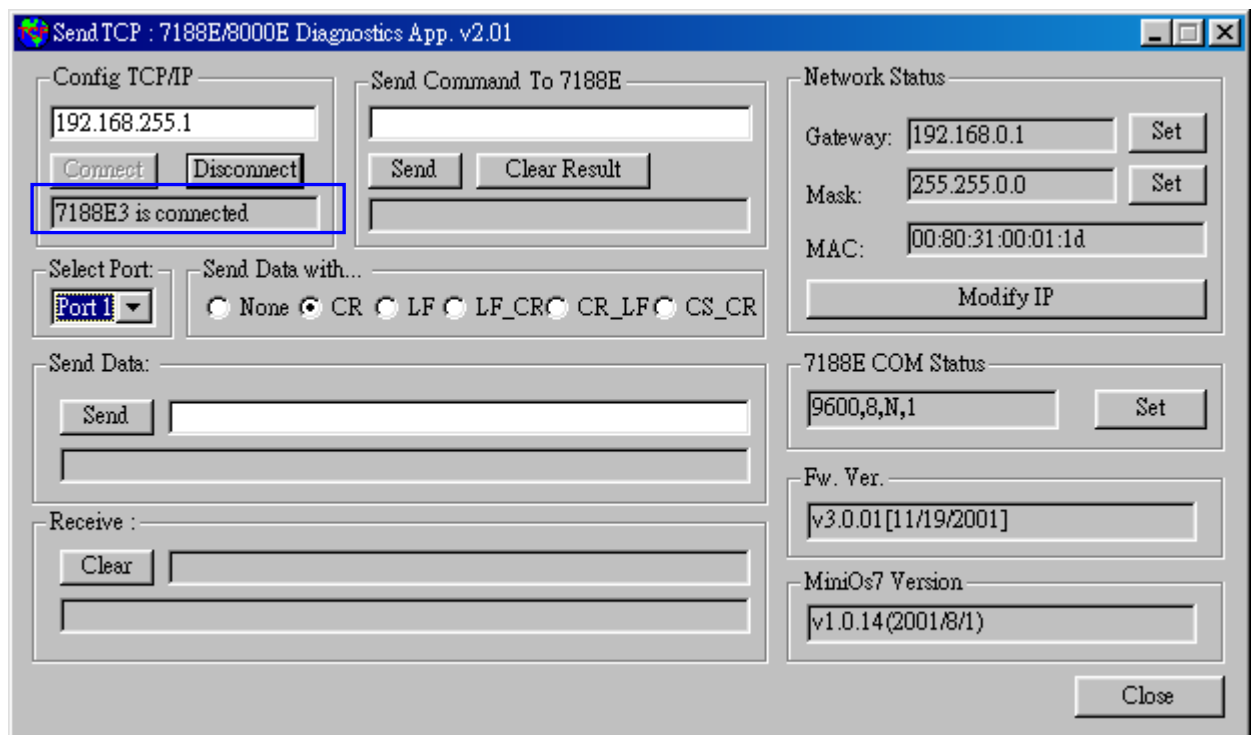 SendTCP : 7188E/8000E Diagnostics App. v2.01
Config TCP/IP
192.168.255.1
Connect Disconnect
7188E3 is connected
Send Command To 7188E
Send Clear Result
Network Status
Gateway: 192.168.0.1 Set
Mask: 255.255.0.0 Set
MAC: 00:80:31:00:01:1d
Modify IP
Select Port:
Port 1
Send Data with...
None CR LF LF_CR CR_LF CS_CR
Send Data:
Send
7188E COM Status
9600,8,N,1 Set
Receive :
Clear
Fw. Ver.
v3.0.01[11/19/2001]
MiniOs7 Version
v1.0.14(2001/8/1)
Close